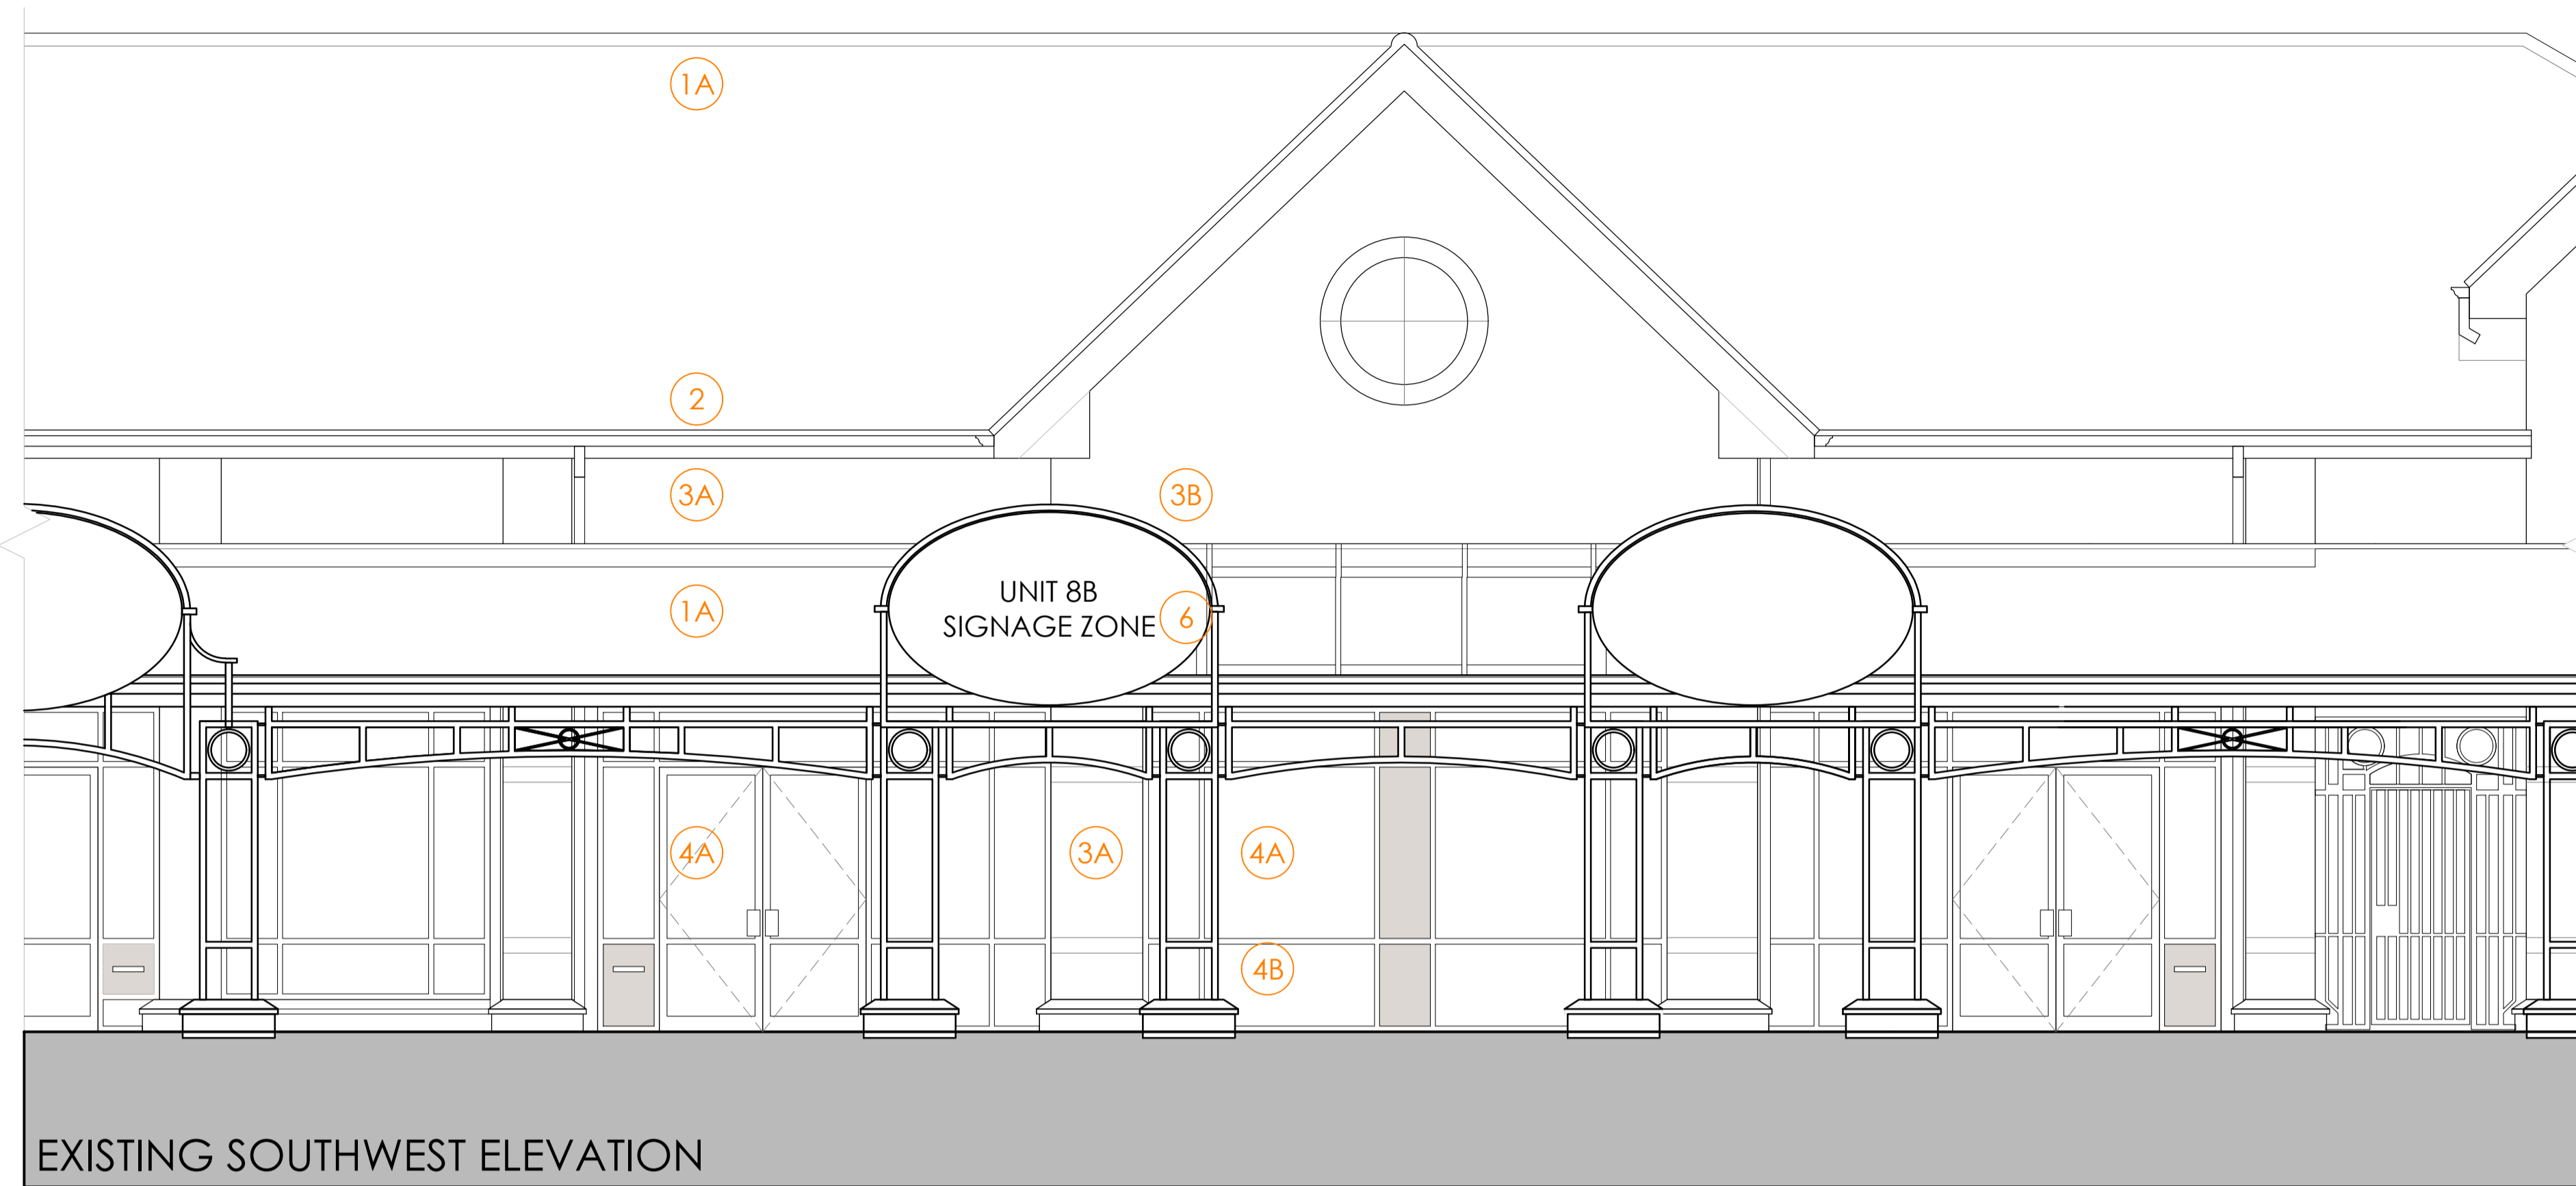 1A
2
3A
3B
1A
UNIT 8B
SIGNAGE ZONE
6
4A
3A
4A
4B
EXISTING SOUTHWEST ELEVATION